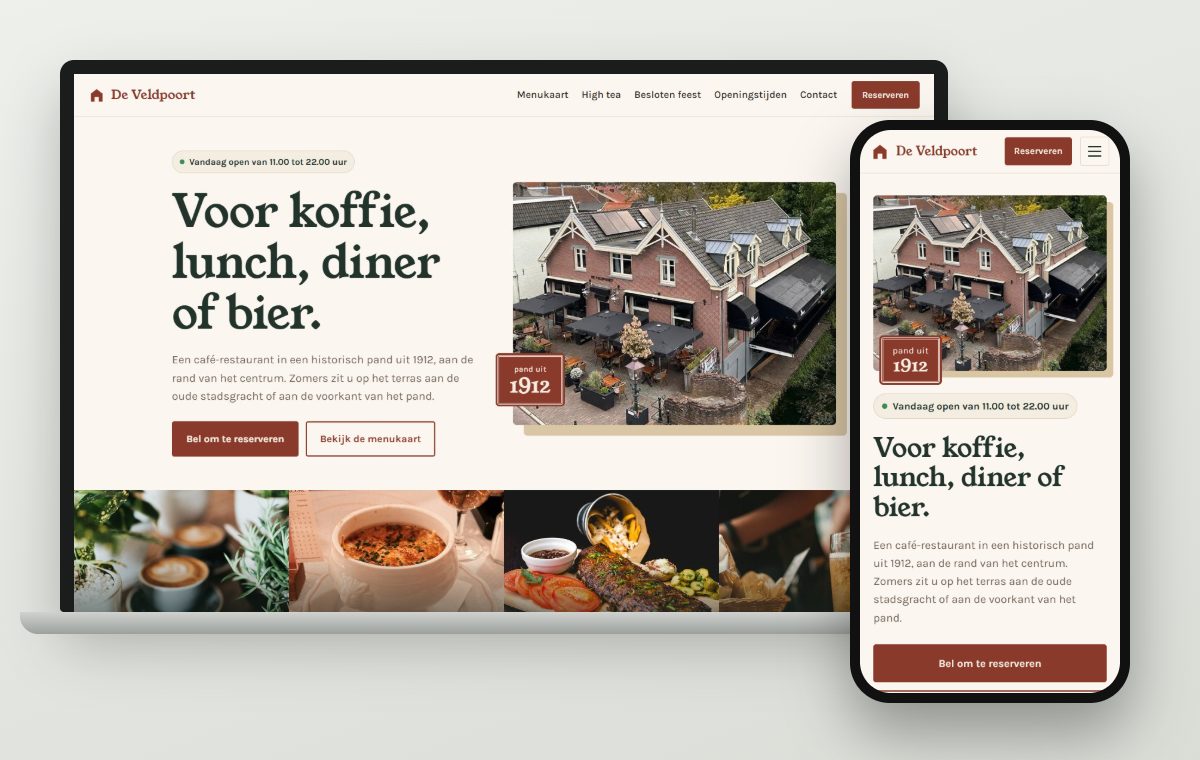 De Veldpoort
Menukaart High tea Besloten feest Openingstijden Contact Reserveren
Vandaag open van 11.00 tot 22.00 uur
Voor koffie,
lunch, diner
of bier.
Een café-restaurant in een historisch pand uit 1912, aan de
rand van het centrum. Zomers zit u op het terras aan de
oude stadsgracht of aan de voorkant van het pand.
Bel om te reserveren Bekijk de menukaart
pand uit
1912
De Veldpoort Reserveren
pand uit
1912
Vandaag open van 11.00 tot 22.00 uur
Voor koffie,
lunch, diner of
bier.
Een café-restaurant in een historisch pand
uit 1912, aan de rand van het centrum.
Zomers zit u op het terras aan de oude
stadsgracht of aan de voorkant van het
pand.
Bel om te reserveren